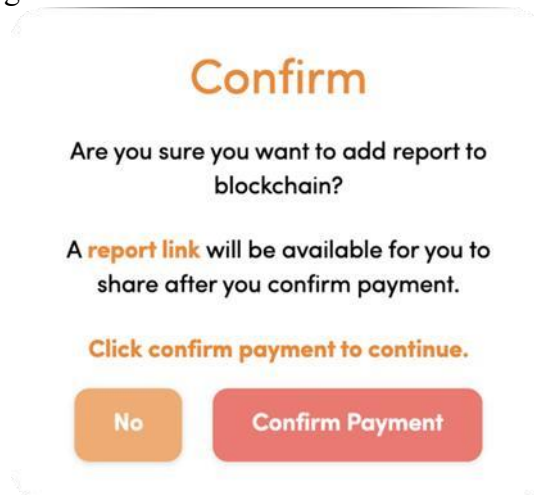 Confirm
Are you sure you want to add report to
blockchain?
A report link will be available for you to
share after you confirm payment.
Click confirm payment to continue.
No
Confirm Payment